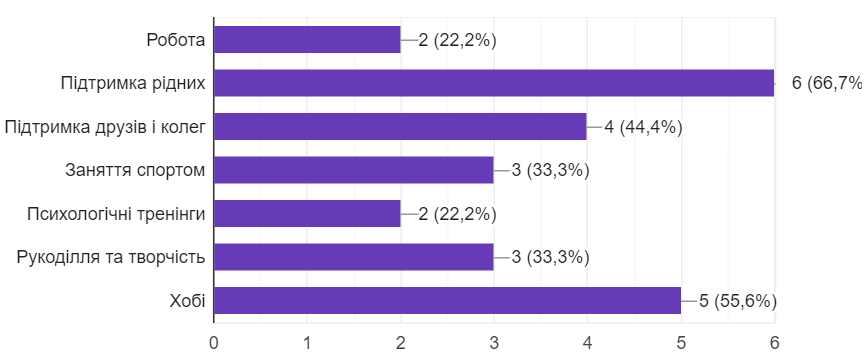 Робота 2 (22,2%)
Підтримка рідних 6 (66,7%
Підтримка друзів і колег 4 (44,4%)
Заняття спортом 3 (33,3%)
Психологічні тренінги 2 (22,2%)
Рукоділля та творчість 3 (33,3%)
Хобі 5 (55,6%)
0 1 2 3 4 5 6